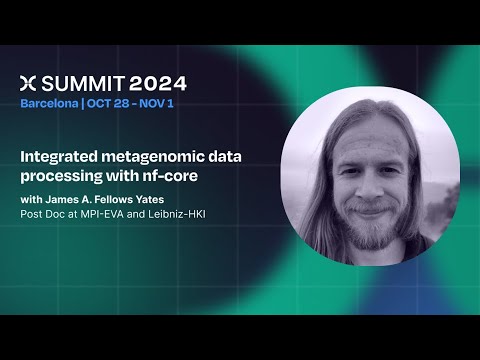 SUMMIT 2024
Barcelona | OCT 28 - NOV 1
Integrated metagenomic data
processing with nf-core
with James A. Fellows Yates
Post Doc at MPI-EVA and Leibniz-HKI